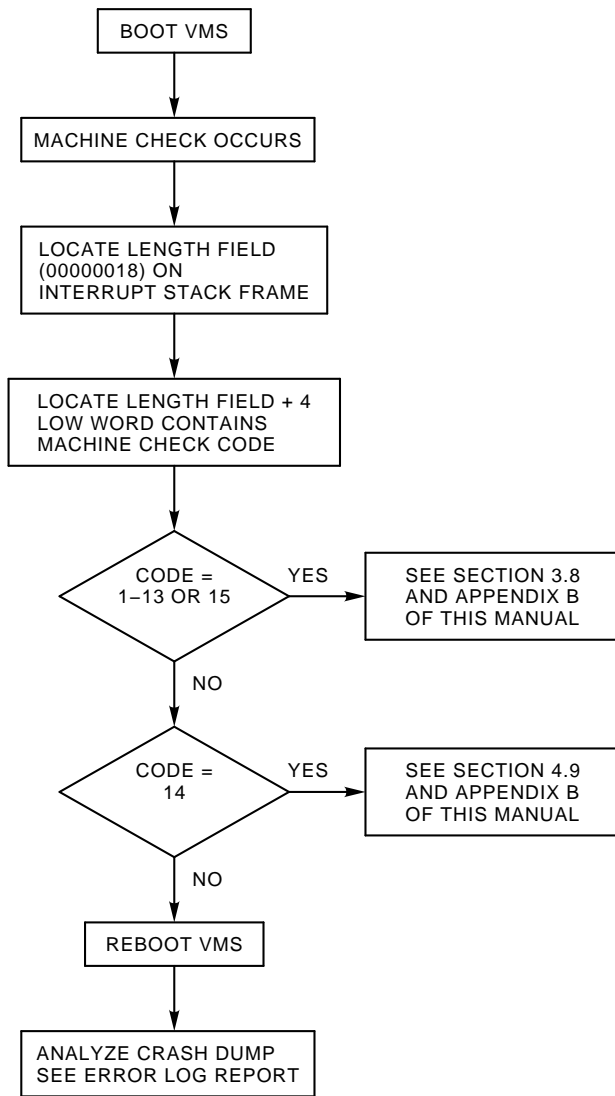 BOOT VMS
MACHINE CHECK OCCURS
LOCATE LENGTH FIELD
(00000018) ON
INTERRUPT STACK FRAME
LOCATE LENGTH FIELD + 4
LOW WORD CONTAINS
MACHINE CHECK CODE
CODE =
1–13 OR 15
YES
SEE SECTION 3.8
AND APPENDIX B
OF THIS MANUAL
NO
CODE =
14
YES
SEE SECTION 4.9
AND APPENDIX B
OF THIS MANUAL
NO
REBOOT VMS
ANALYZE CRASH DUMP
SEE ERROR LOG REPORT